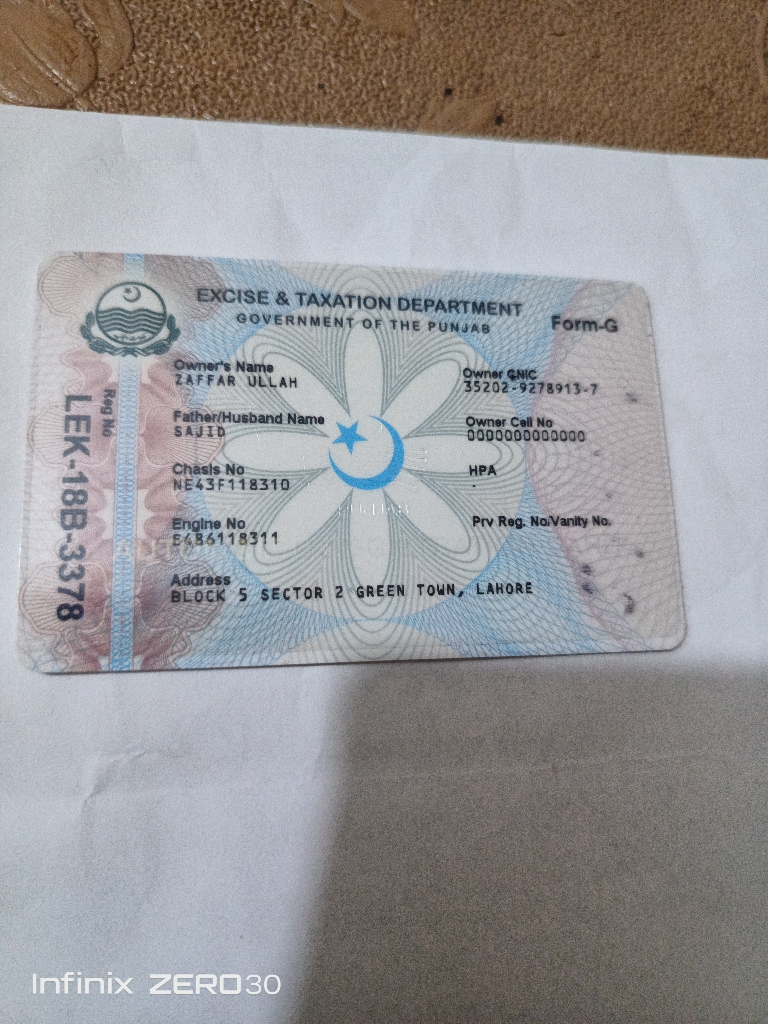 EXCISE & TAXATION DEPARTMENT
GOVERNMENT OF THE PUNJAB
Form-G
Reg No
LEK-18B-3378
Owner's Name
ZAFFAR ULLAH
Owner CNIC
35202-9278913-7
Father/Husband Name
SAJID
Owner Cell No
0000000000000
Chasis No
NE43F118310
HPA
-
Engine No
5486118311
Prv Reg. No/Vanity No.
Address
BLOCK 5 SECTOR 2 GREEN TOWN, LAHORE
Infinix ZERO30